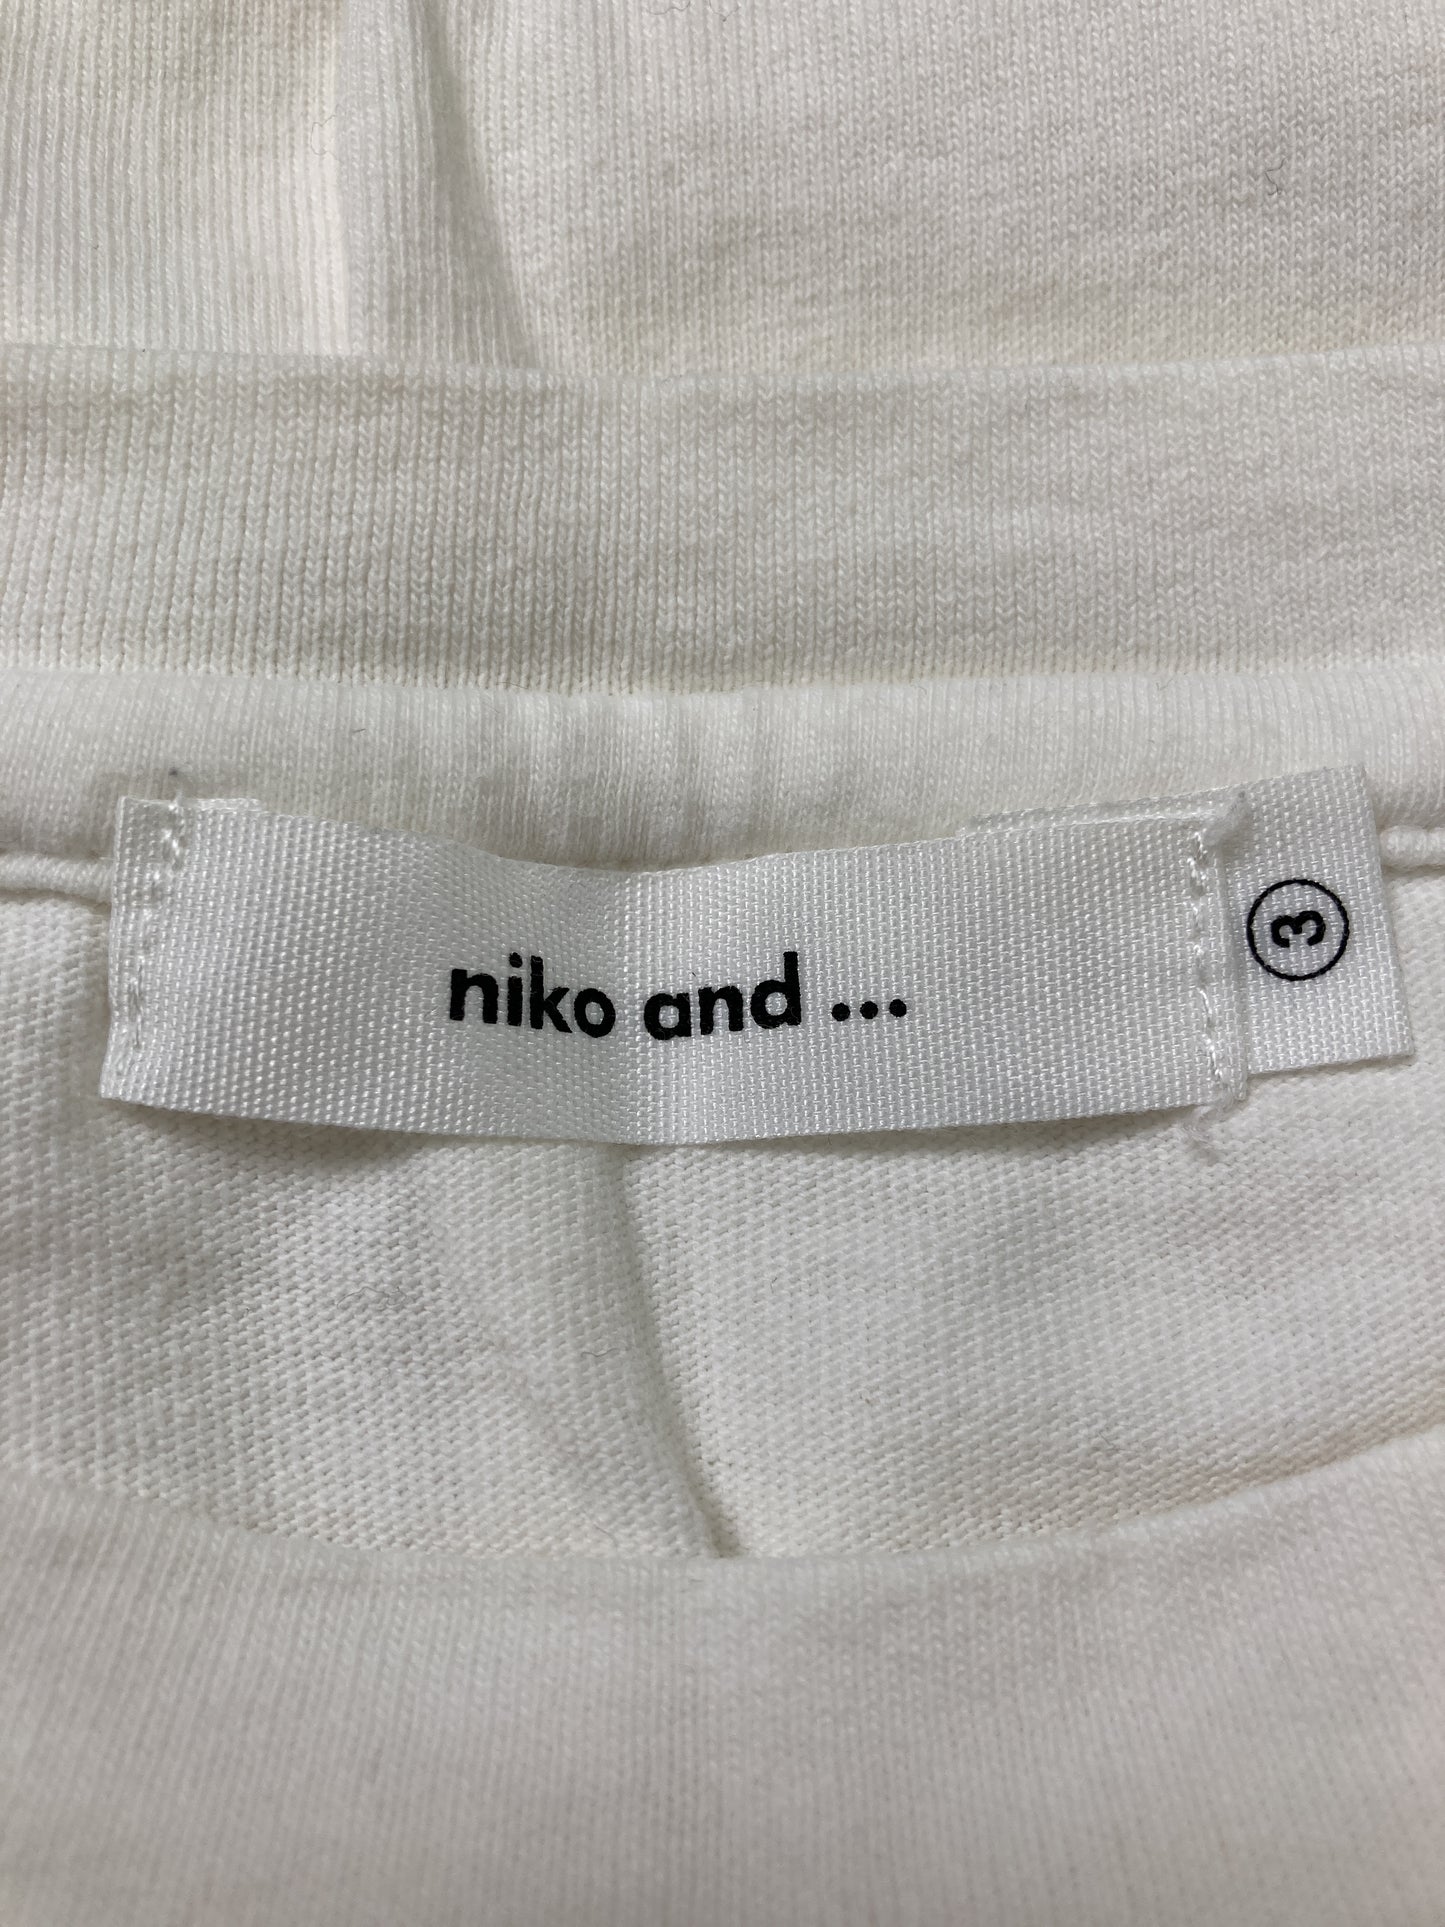 niko and ...
3